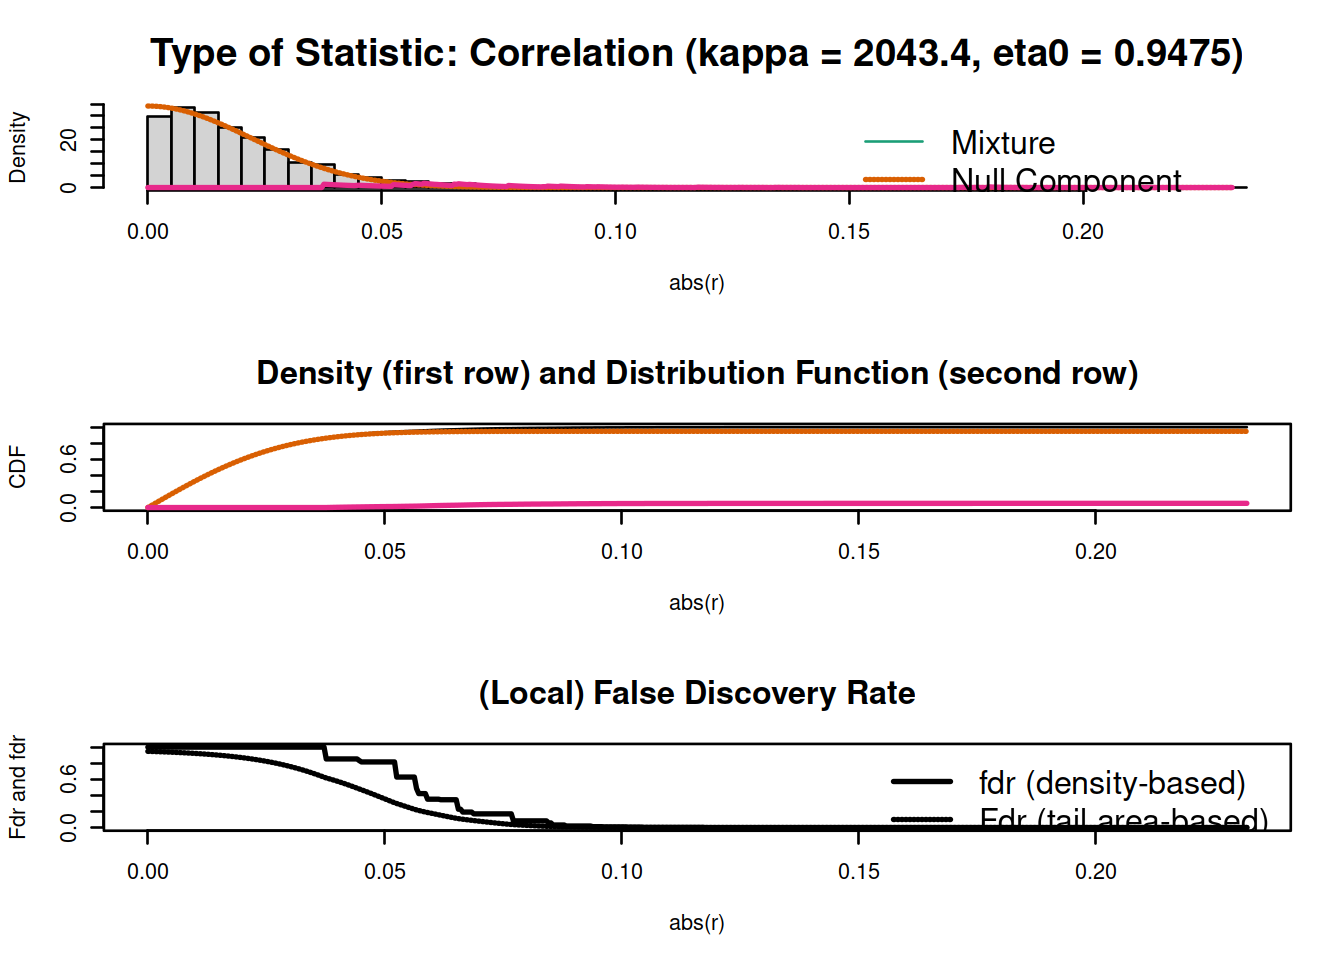 Type of Statistic: Correlation (kappa = 2043.4, eta0 = 0.9475)
Density
20
0
Mixture
Null Component
0.00 0.05 0.10 0.15 0.20
abs(r)
Density (first row) and Distribution Function (second row)
CDF
0.6
0.0
0.00 0.05 0.10 0.15 0.20
abs(r)
(Local) False Discovery Rate
Fdr and fdr
0.6
0.0
fdr (density-based)
Fdr (tail area-based)
0.00 0.05 0.10 0.15 0.20
abs(r)